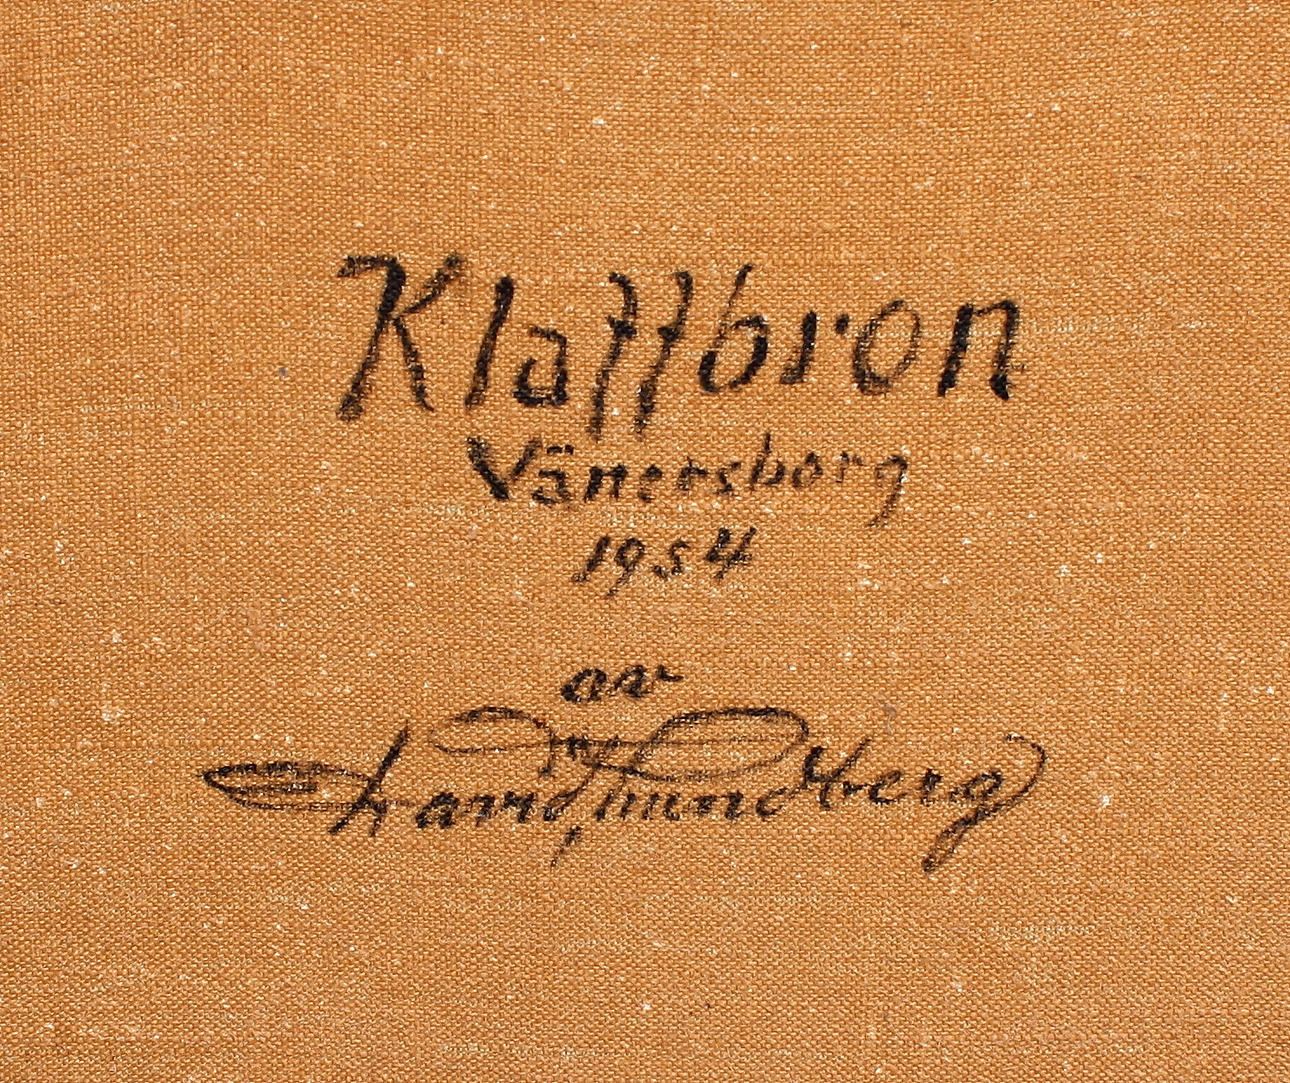 Klaffbron
Vänersborg
1954
av